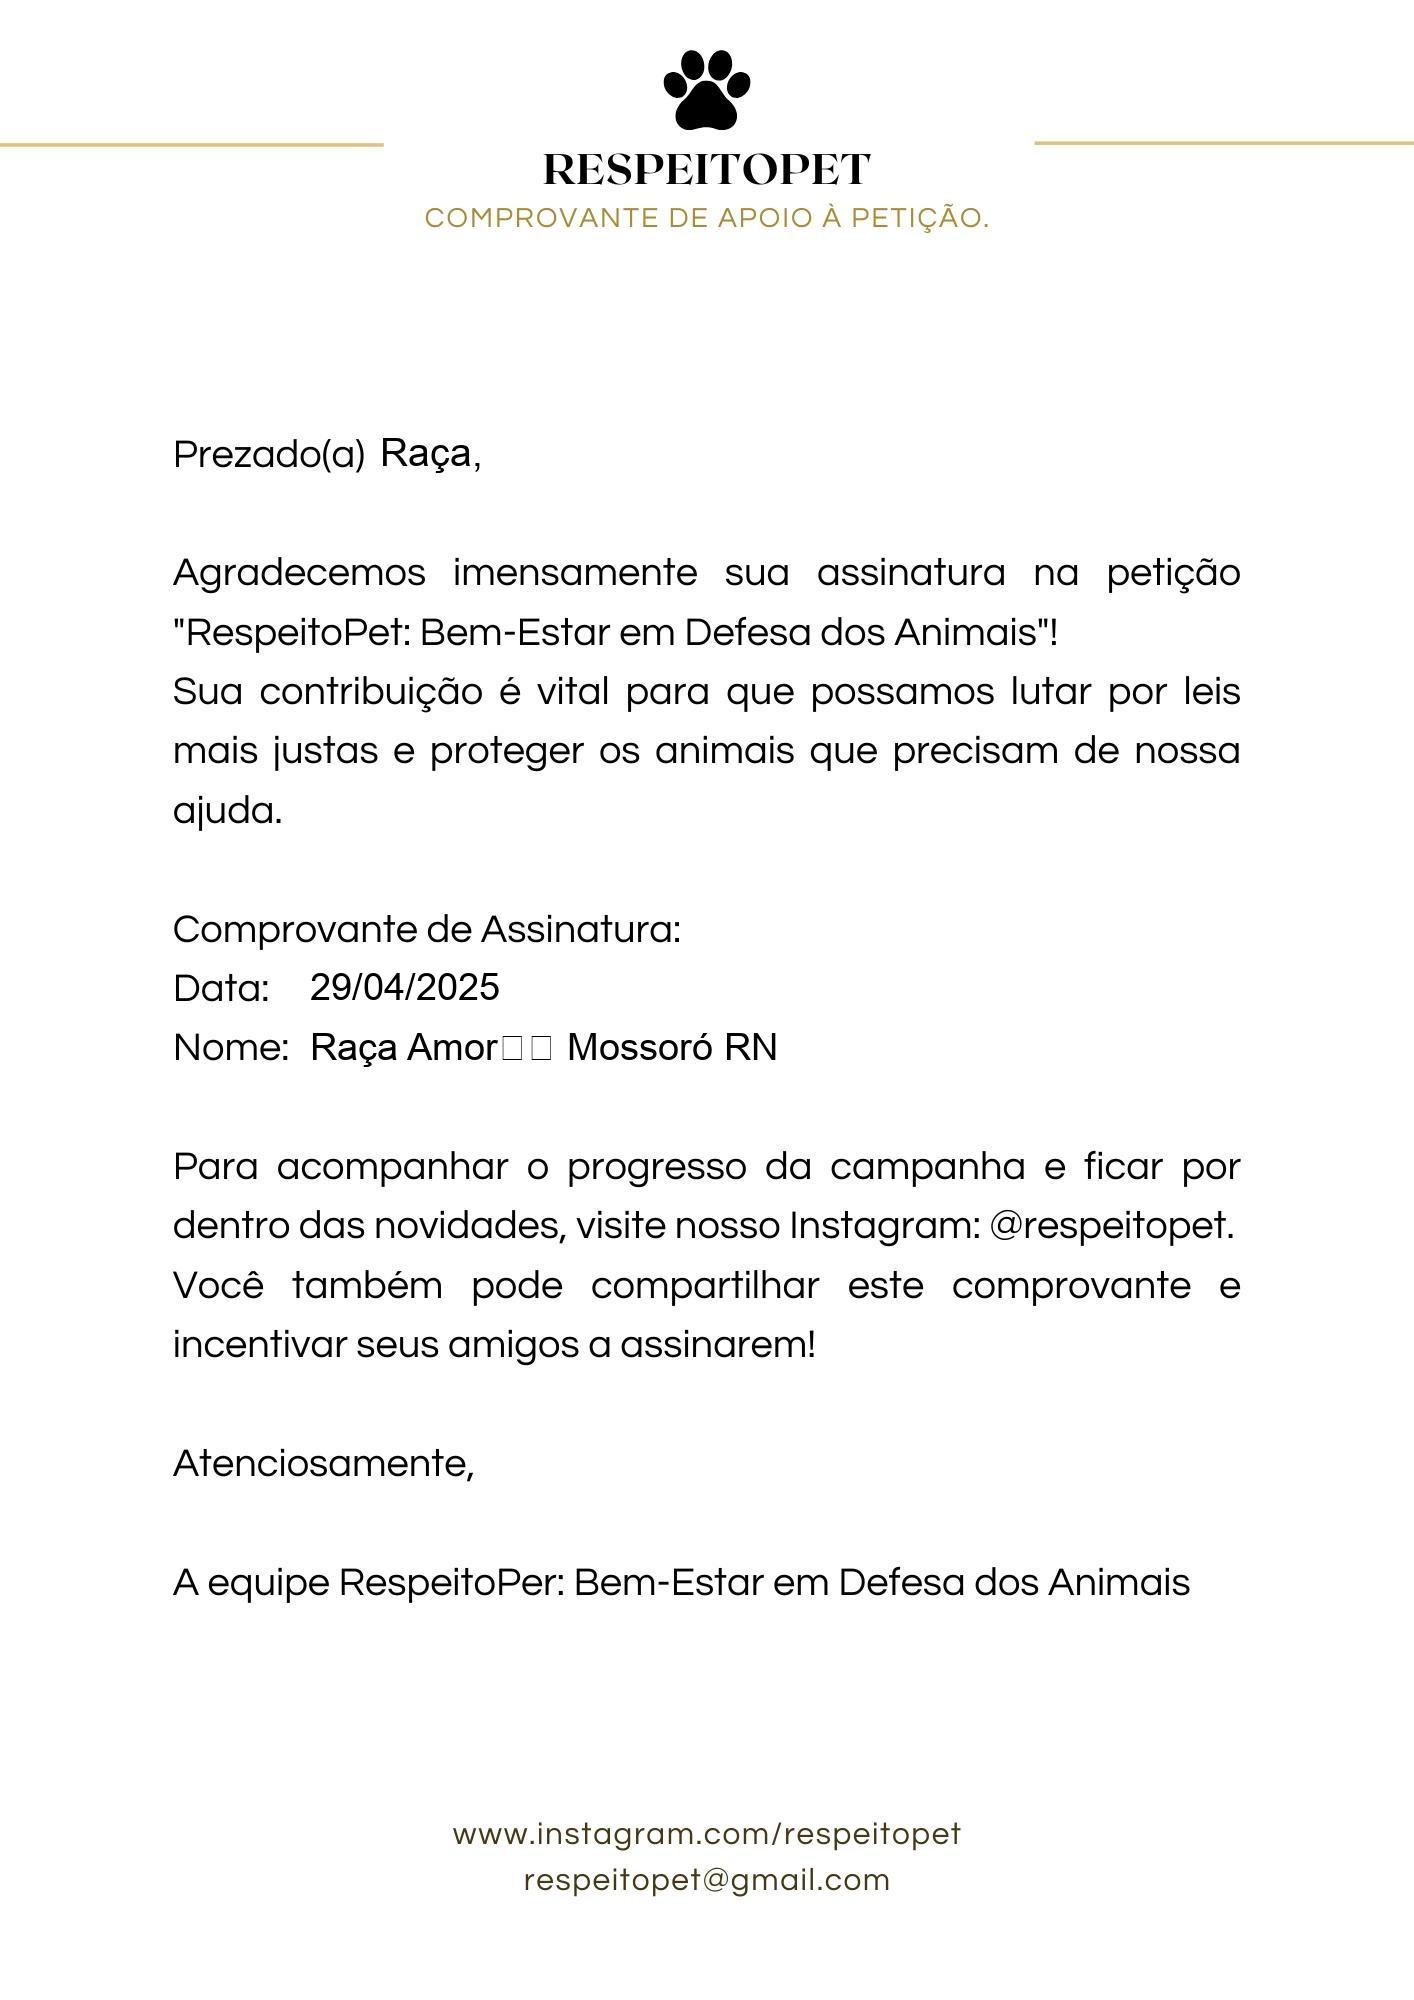 RESPEITOPET
COMPROVANTE DE APOIO À PETIÇÃO.
Prezado(a) Raça,
Agradecemos imensamente sua assinatura na petição
"RespeitoPet: Bem-Estar em Defesa dos Animais"!
Sua contribuição é vital para que possamos lutar por leis
mais justas e proteger os animais que precisam de nossa
ajuda.
Comprovante de Assinatura:
Data: 29/04/2025
Nome: Raça Amor□□ Mossoró RN
Para acompanhar o progresso da campanha e ficar por
dentro das novidades, visite nosso Instagram: @respeitopet.
Você também pode compartilhar este comprovante e
incentivar seus amigos a assinarem!
Atenciosamente,
A equipe RespeitoPer: Bem-Estar em Defesa dos Animais
www.instagram.com/respeitopet
respeitopet@gmail.com